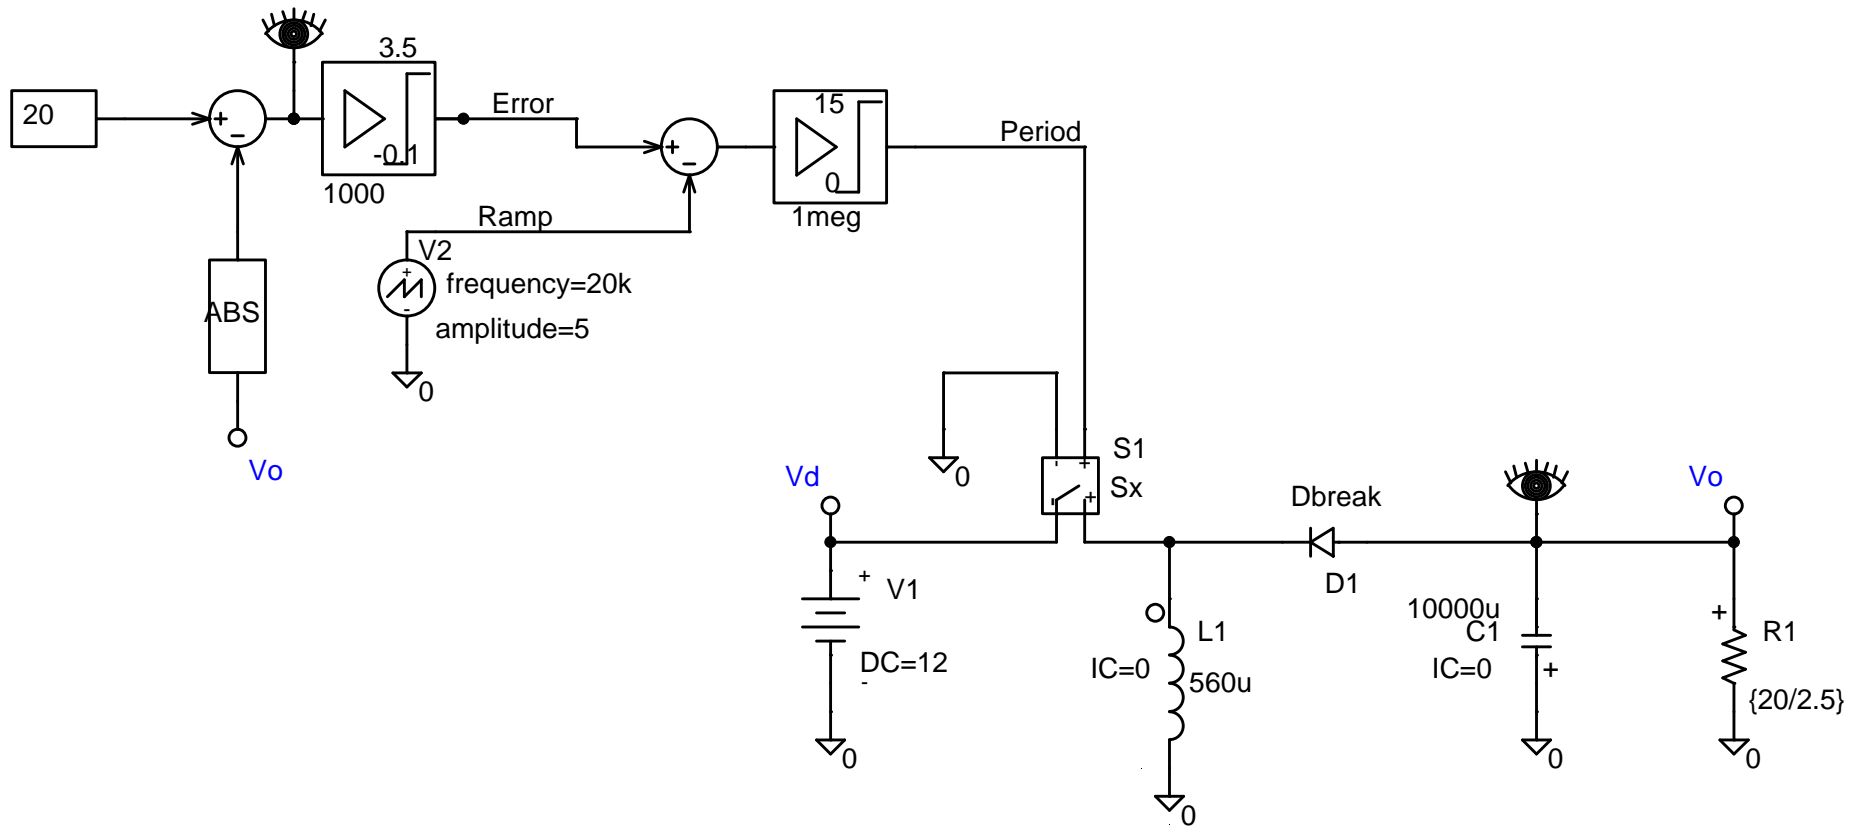 3.5
20
+
−
-0.1
1000
Error
+
−
15
0
1meg
Period
Ramp
V2
+
-
frequency=20k
amplitude=5
0
ABS
Vo
0
S1
Sx
-
+
+
Vd
+
V1
DC=12
-
0
L1
IC=0
560u
0
Dbreak
D1
10000u
C1
IC=0
+
0
Vo
+
R1
{20/2.5}
0